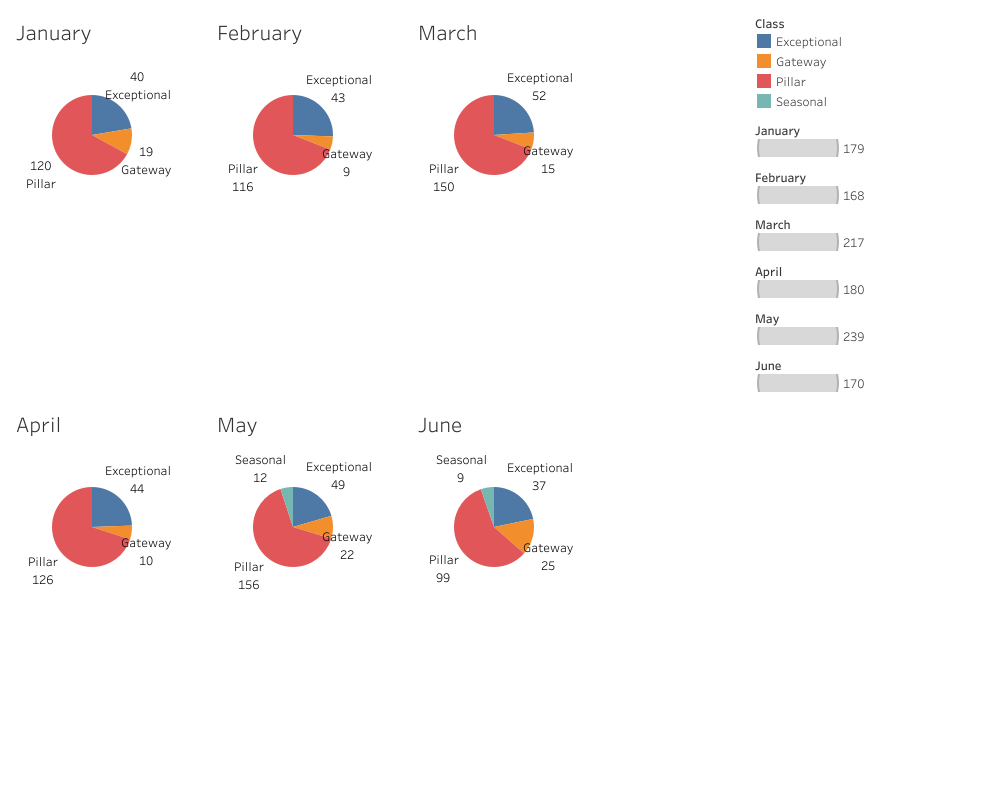 January
40
Exceptional
19
Gateway
120
Pillar
February
Exceptional
43
Gateway
9
Pillar
116
March
Exceptional
52
Gateway
15
Pillar
150
Class
Exceptional
Gateway
Pillar
Seasonal
January
179
February
168
March
217
April
180
May
239
June
170
April
Exceptional
44
Gateway
10
Pillar
126
May
Seasonal
12
Exceptional
49
Gateway
22
Pillar
156
June
Seasonal
9
Exceptional
37
Gateway
25
Pillar
99